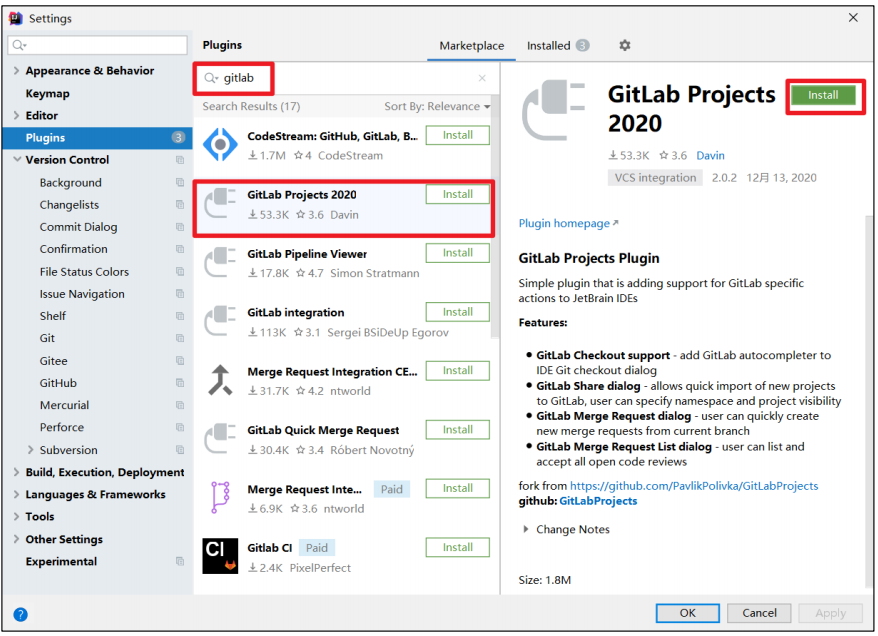 Settings
Plugins
Marketplace
Installed 3
Appearance & Behavior
Keymap
Editor
Plugins 3
Version Control
Background
Changelists
Commit Dialog
Confirmation
File Status Colors
Issue Navigation
Shelf
Git
Gitee
GitHub
Mercurial
Perforce
Subversion
Build, Execution, Deployment
Languages & Frameworks
Tools
Other Settings
Experimental
gitlab
Search Results (17) Sort By: Relevance
CodeStream: GitHub, GitLab, B... Install
1.7M 4 CodeStream
GitLab Projects 2020 Install
53.3K 3.6 Davin
GitLab Pipeline Viewer Install
17.8K 4.7 Simon Stratmann
GitLab integration Install
113K 3.1 Sergei BSiDeUp Egorov
Merge Request Integration CE... Install
31.7K 4.2 ntworld
GitLab Quick Merge Request Install
30.4K 3.4 Róbert Novotný
Merge Request Inte... Paid Install
6.9K 3.6 ntworld
CI
Gitlab CI Paid Install
2.4K PixelPerfect
GitLab Projects Install
2020
53.3K 3.6 Davin
VCS integration 2.0.2 12月 13, 2020
Plugin homepage
GitLab Projects Plugin
Simple plugin that is adding support for GitLab specific
actions to JetBrain IDEs
Features:
GitLab Checkout support - add GitLab autocompleter to
IDE Git checkout dialog
GitLab Share dialog - allows quick import of new projects
to GitLab, user can specify namespace and project visibility
GitLab Merge Request dialog - user can quickly create
new merge requests from current branch
GitLab Merge Request List dialog - user can list and
accept all open code reviews
fork from https://github.com/PavlikPolivka/GitLabProjects
github: GitLabProjects
Change Notes
Size: 1.8M
?
OK Cancel Apply